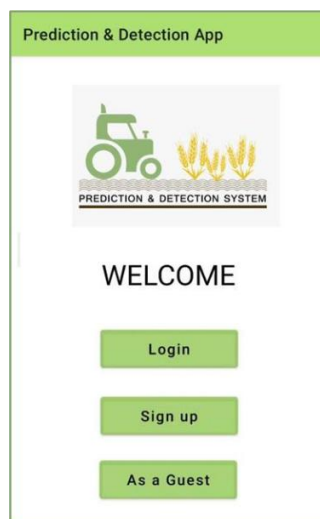 Prediction & Detection App
PREDICTION & DETECTION SYSTEM
WELCOME
Login
Sign up
As a Guest